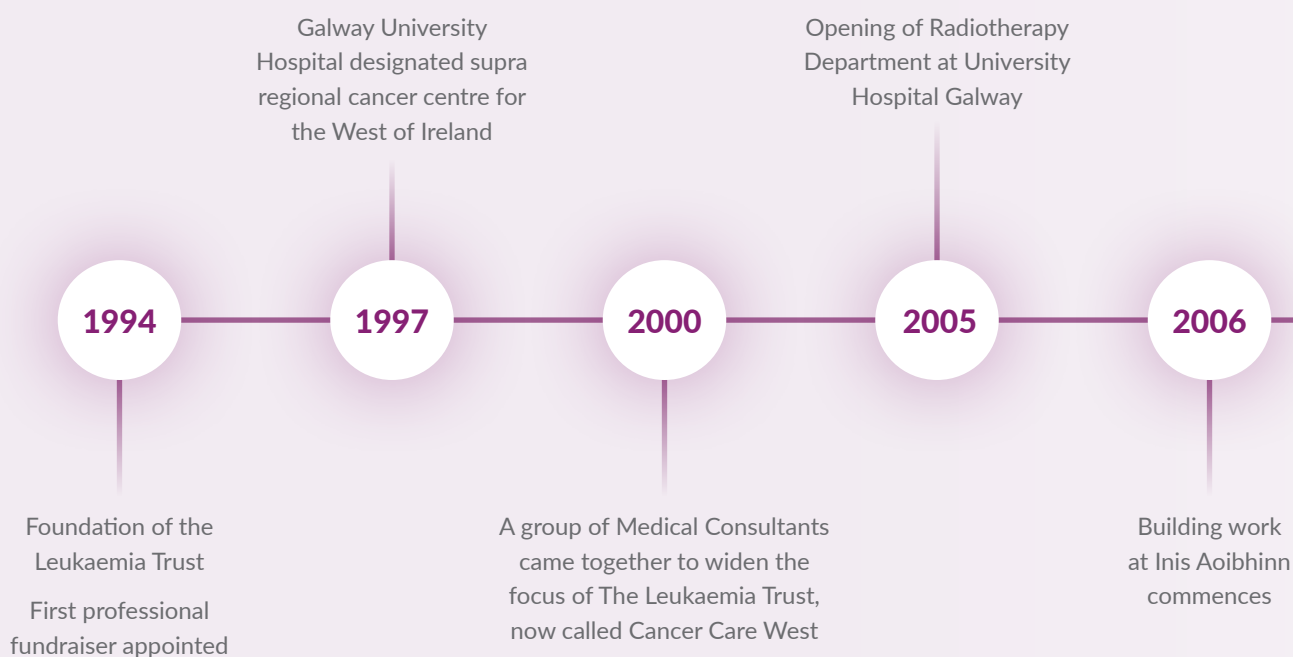 Galway University
Hospital designated supra
regional cancer centre for
the West of Ireland
Opening of Radiotherapy
Department at University
Hospital Galway
1994
1997
2000
2005
2006
Foundation of the
Leukaemia Trust
First professional
fundraiser appointed
A group of Medical Consultants
came together to widen the
focus of The Leukaemia Trust,
now called Cancer Care West
Building work
at Inis Aoibhinn
commences